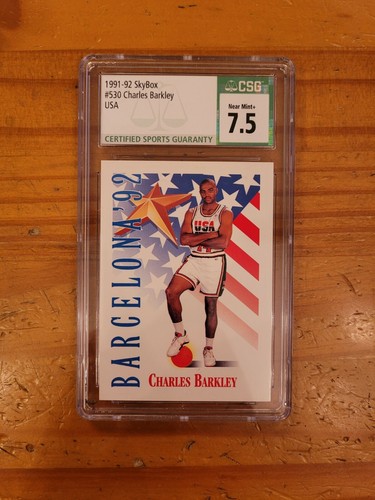 1991-92 SkyBox
#530 Charles Barkley
USA
CSG
Near Mint+
7.5
CERTIFIED SPORTS GUARANTY
BARCELONA '92
USA
CHARLES BARKLEY